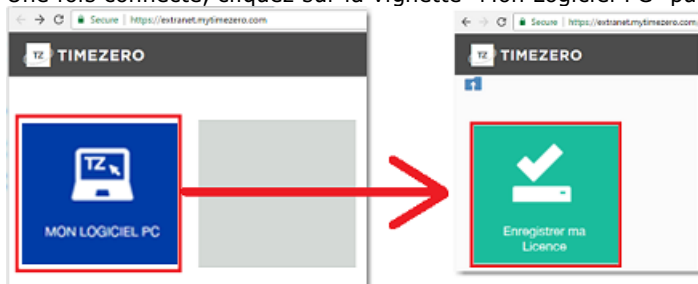 Une fois connecté, cliquez sur la vignette "Mon Logiciel PC" pa
Secure | https://extranet.mytimezero.com
TZ TIMEZERO
TZ
MON LOGICIEL PC
Secure | https://extranet.mytimezero.com
TZ TIMEZERO
Enregistrer ma
Licence